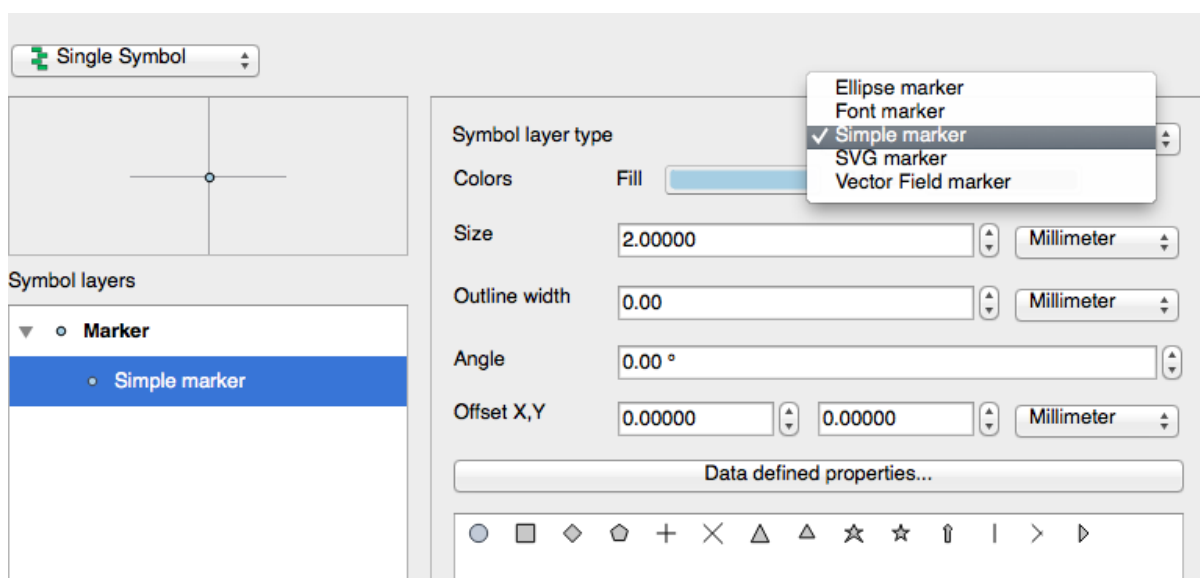 Single Symbol
Ellipse marker
Font marker
Symbol layer type
✓ Simple marker
SVG marker
Colors Fill
Vector Field marker
Size 2.00000 Millimeter
Symbol layers
Outline width 0.00 Millimeter
Marker
Angle 0.00 °
Simple marker
Offset X,Y 0.00000 0.00000 Millimeter
Data defined properties...